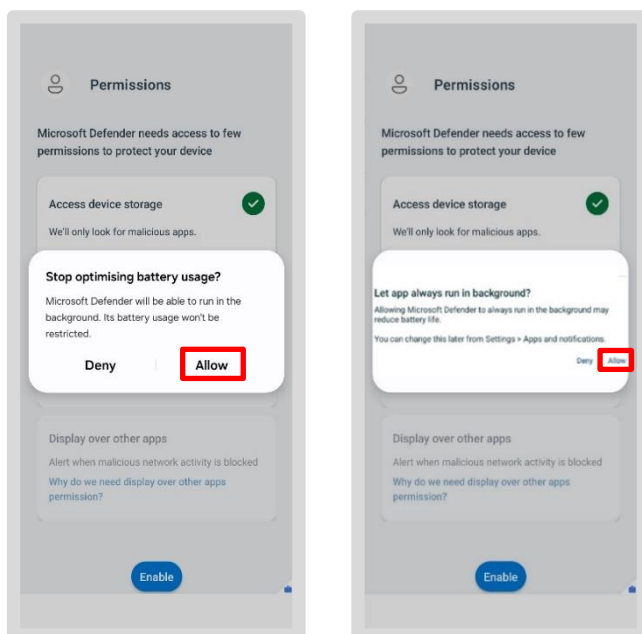 Permissions
Microsoft Defender needs access to few
permissions to protect your device
Access device storage
We'll only look for malicious apps.
Stop optimising battery usage?
Microsoft Defender will be able to run in the
background. Its battery usage won't be
restricted.
Deny
Allow
Display over other apps
Alert when malicious network activity is blocked
Why do we need display over other apps
permission?
Enable
Permissions
Microsoft Defender needs access to few
permissions to protect your device
Access device storage
We'll only look for malicious apps.
Let app always run in background?
Allowing Microsoft Defender to always run in the background may
reduce battery life.
You can change this later from Settings > Apps and notifications.
Deny
Allow
Display over other apps
Alert when malicious network activity is blocked
Why do we need display over other apps
permission?
Enable